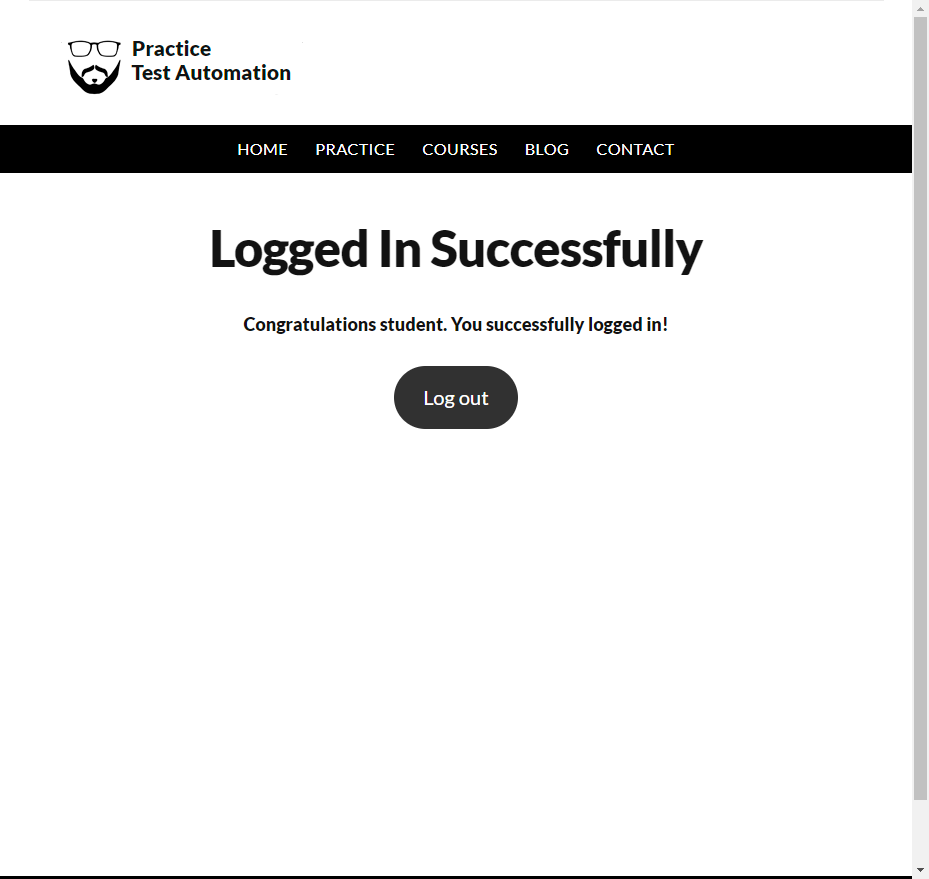 Practice
Test Automation
HOME PRACTICE COURSES BLOG CONTACT
Logged In Successfully
Congratulations student. You successfully logged in!
Log out